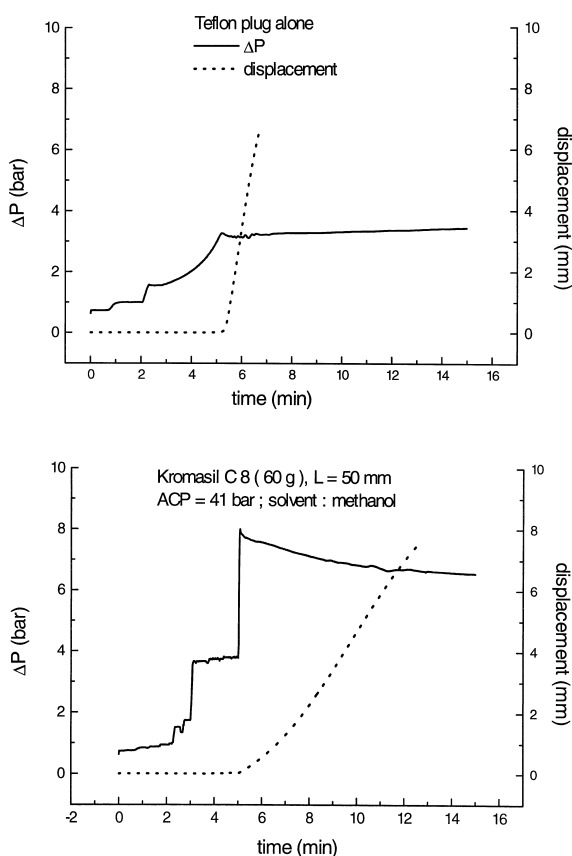 Teflon plug alone
ΔP
displacement
10
8
6
4
2
0
ΔP (bar)
10
8
6
4
2
0
displacement (mm)
0 2 4 6 8 10 12 14 16
time (min)
Kromasil C 8 ( 60 g ), L = 50 mm
ACP = 41 bar ; solvent : methanol
10
8
6
4
2
0
ΔP (bar)
10
8
6
4
2
0
displacement (mm)
-2 0 2 4 6 8 10 12 14 16
time (min)